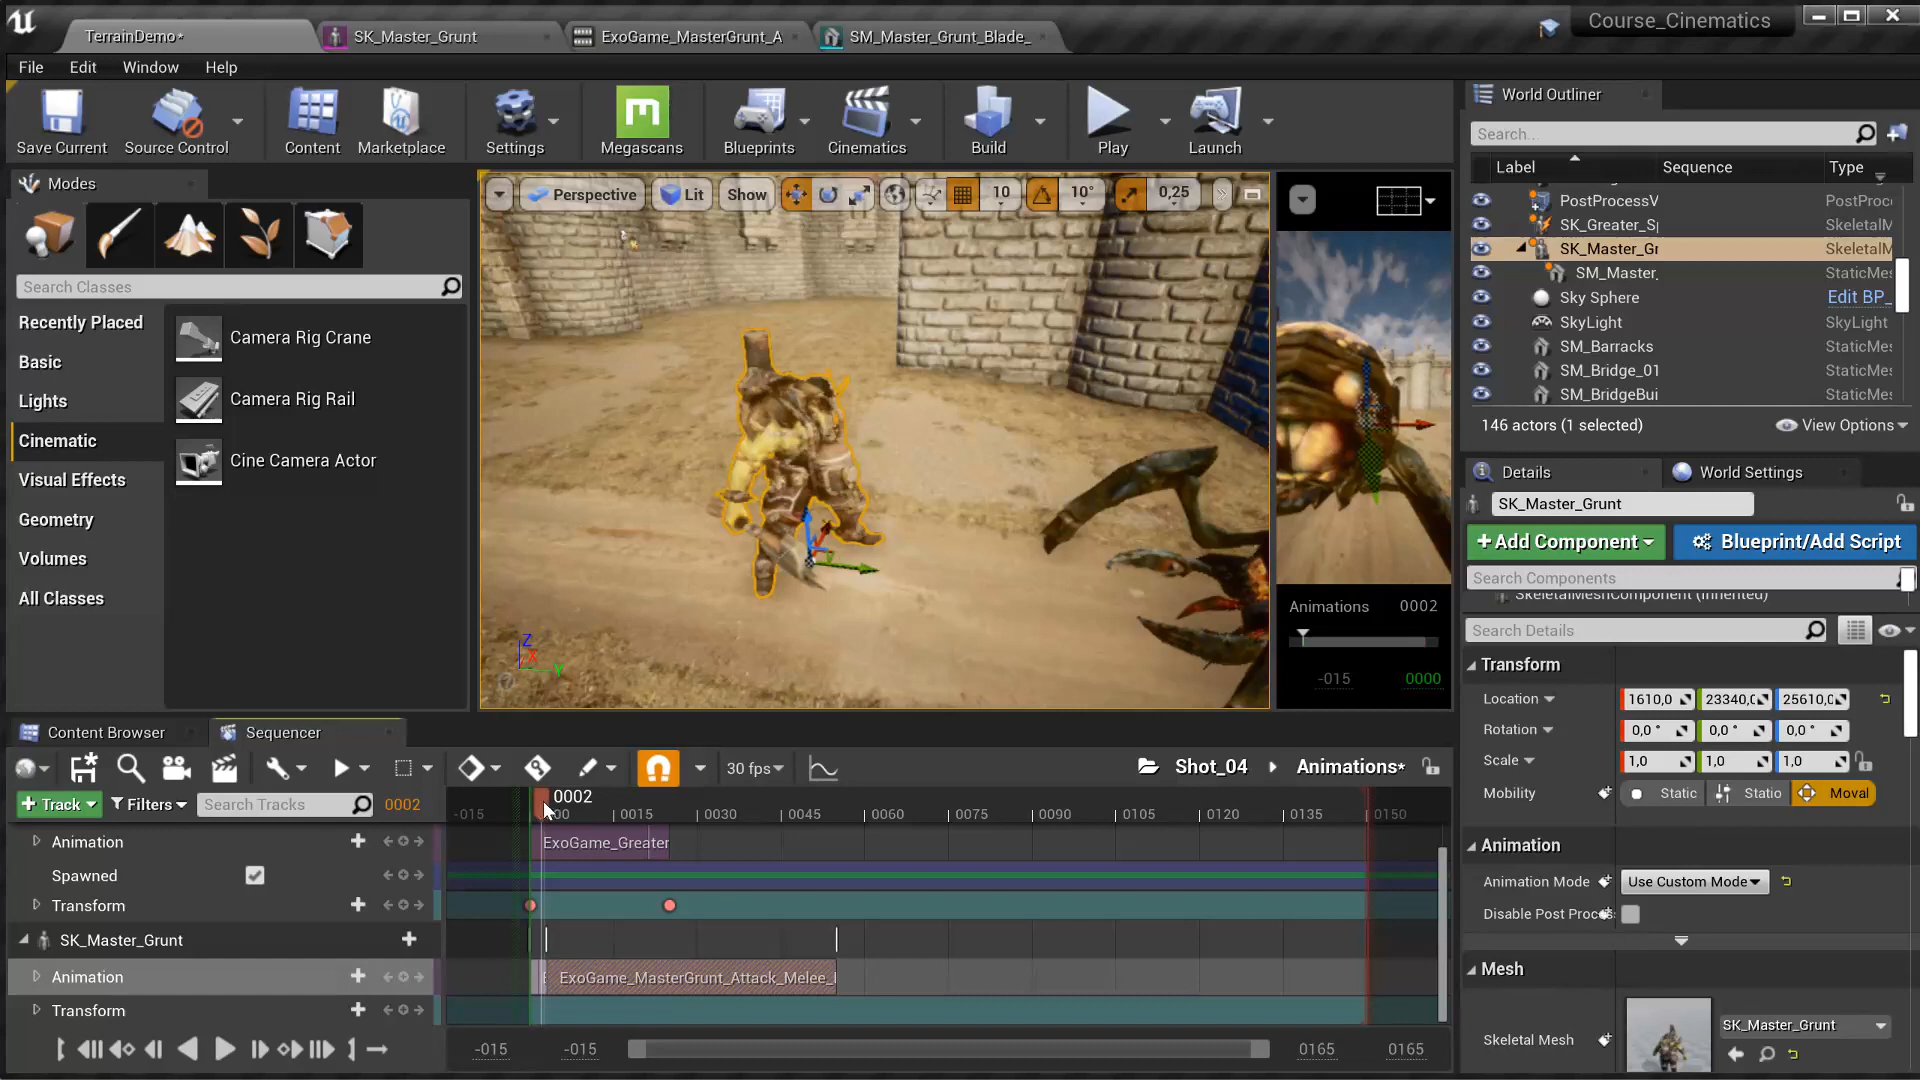 TerrainDemo*
SK_Master_Grunt
ExoGame_MasterGrunt_A
SM_Master_Grunt_Blade_
Course_Cinematics
File Edit Window Help
Save Current
Source Control
Content
Marketplace
Settings
Megascans
Blueprints
Cinematics
Build
Play
Launch
World Outliner
Search...
Label Sequence Type
PostProcessV PostProc
SK_Greater_S SkeletalM
SK_Master_Gr SkeletalM
SM_Master_ StaticMe
Sky Sphere Edit BP_
SkyLight SkyLight
SM_Barracks StaticMe
SM_Bridge_01 StaticMe
SM_BridgeBui StaticMe
146 actors (1 selected)
View Options
Modes
Search Classes
Recently Placed
Basic
Lights
Cinematic
Visual Effects
Geometry
Volumes
All Classes
Camera Rig Crane
Camera Rig Rail
Cine Camera Actor
Perspective Lit Show 10 10° 0,25
Z
X
Y
Animations 0002
-015 0000
Details
World Settings
SK_Master_Grunt
+Add Component
Blueprint/Add Script
Search Components
SkeletalMeshComponent (Inherited)
Search Details
Transform
Location 1610,0 23340,0 25610,0
Rotation 0,0 ° 0,0 ° 0,0 °
Scale 1,0 1,0 1,0
Mobility Static Statio Moval
Animation
Animation Mode Use Custom Mode
Disable Post Proces
Mesh
Skeletal Mesh SK_Master_Grunt
Content Browser
Sequencer
30 fps
Shot_04 Animations*
+ Track Filters Search Tracks 0002
0002
-015 0015 0030 0045 0060 0075 0090 0105 0120 0135 0150
Animation
ExoGame_Greater
Spawned
Transform
SK_Master_Grunt
Animation
ExoGame_MasterGrunt_Attack_Melee_
Transform
-015 -015 0165 0165